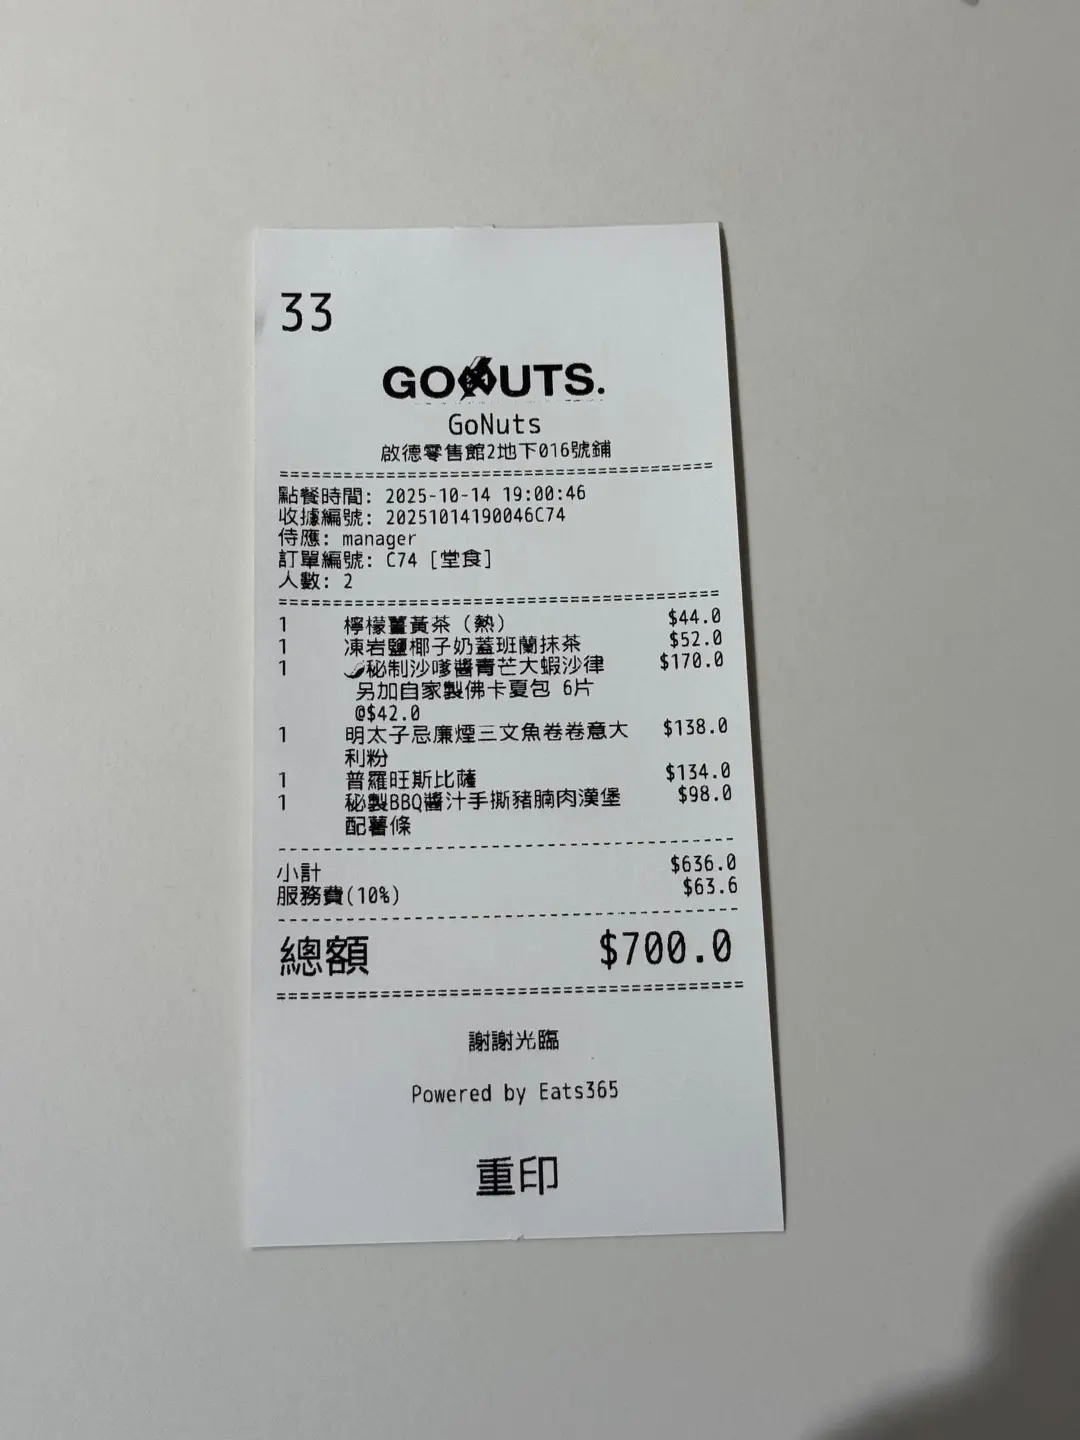 33
GONUTS.
GoNuts
啟德零售館2地下016號鋪
點餐時間: 2025-10-14 19:00:46
收據編號: 20251014190046C74
侍應: manager
訂單編號: C74 [堂食]
人數: 2
1 檸檬薑黃茶 (熱) $44.0
1 凍岩鹽椰子奶蓋班蘭抹茶 $52.0
1 🌶秘制沙嗲醬青芒大蝦沙律 $170.0
另加自家製佛卡夏包 6片
@$42.0
1 明太子忌廉煙三文魚卷卷意大 $138.0
利粉
1 普羅旺斯比薩 $134.0
1 秘製BBQ醬汁手撕豬腩肉漢堡 $98.0
配薯條
小計 $636.0
服務費(10%) $63.6
總額 $700.0
謝謝光臨
Powered by Eats365
重印